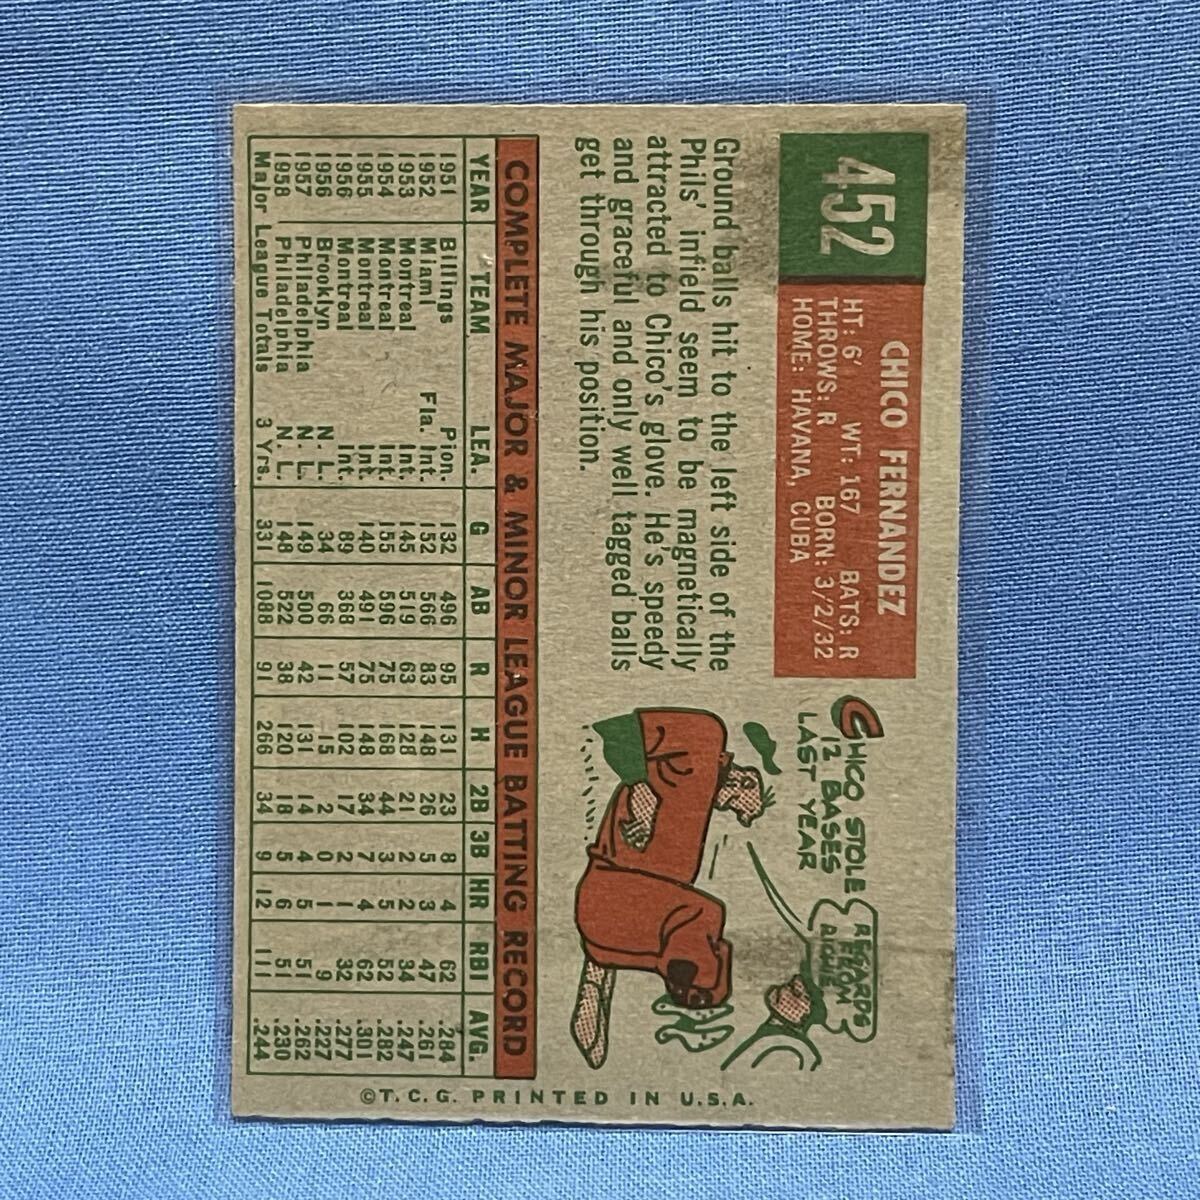 452
CHICO FERNANDEZ
HT: 6' WT: 167 BATS: R
THROWS: R BORN: 3/2/32
HOME: HAVANA, CUBA
Ground balls hit to the left side of the
Phils' infield seem to be magnetically
attracted to Chico's glove. He's speedy
and graceful and only well tagged balls
get through his position.
CHICO STOLE
12 BASES
LAST YEAR
REGARDS
FROM
RICHIE
COMPLETE MAJOR & MINOR LEAGUE BATTING RECORD
YEAR TEAM LEA. G AB R H 2B 3B HR RBI AVG.
1951 Billings Pion. 132 496 95 131 23 8 4 62 .284
1952 Miami Fla. Int. 152 566 83 148 26 5 3 47 .261
1953 Montreal Int. 145 519 63 128 21 2 2 34 .247
1954 Montreal Int. 155 596 75 168 44 3 5 52 .282
1955 Montreal Int. 140 491 75 148 34 7 4 62 .301
1956 Montreal Int. 89 368 57 102 17 2 1 32 .277
1956 Brooklyn N. L. 34 66 11 15 2 0 1 9 .227
1957 Philadelphia N. L. 149 500 42 131 14 4 5 51 .262
1958 Philadelphia N. L. 148 522 38 120 18 5 6 51 .230
Major League Totals 3 Yrs. 331 1088 91 266 34 9 12 111 .244
©T.C.G. PRINTED IN U.S.A.